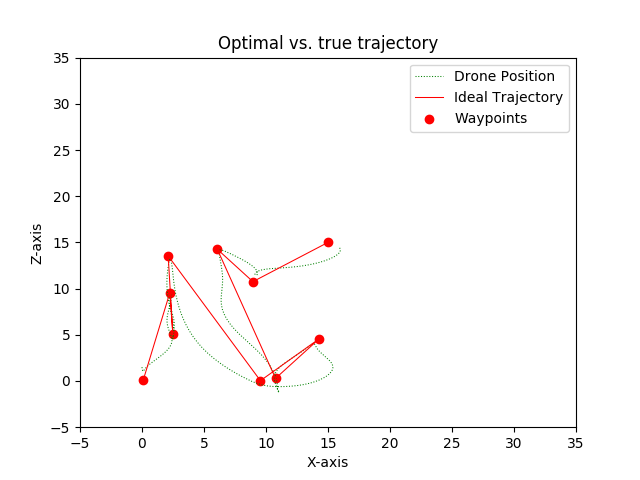 Optimal vs. true trajectory
Drone Position
Ideal Trajectory
Waypoints
Z-axis
35
30
25
20
15
10
5
0
−5
−5 0 5 10 15 20 25 30 35
X-axis